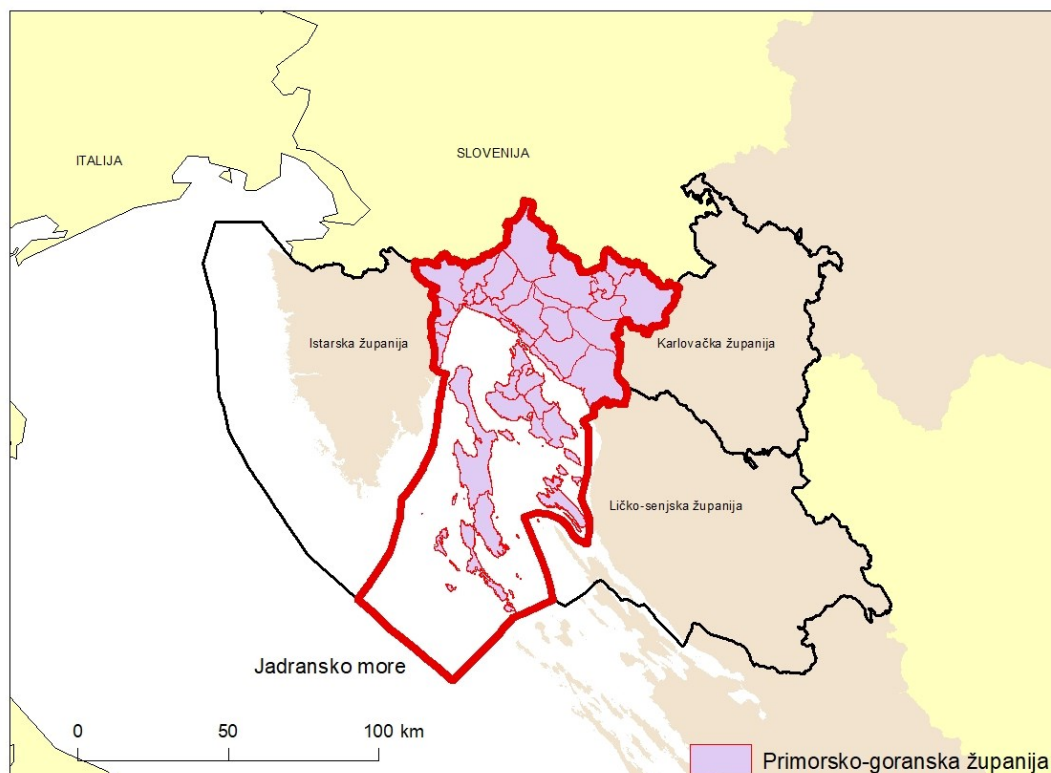 ITALIJA
SLOVENIJA
Istarska županija
Karlovačka županija
Ličko-senjska županija
Jadransko more
0 50 100 km
Primorsko-goranska županija